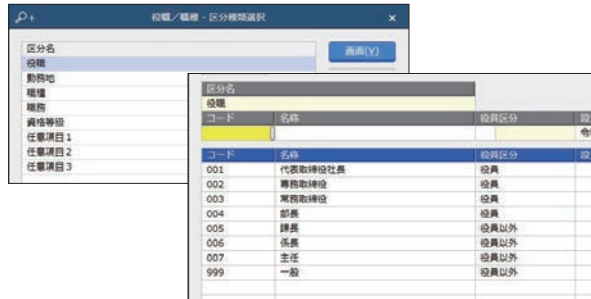 役職／職種 - 区分種類選択
区分名
役職
勤務地
職種
職務
資格等級
任意項目1
任意項目2
任意項目3
画面(V)
区分名
役職
コード 名称 役員区分 設
コード 名称 役員区分 設
001 代表取締役社長 役員
002 専務取締役 役員
003 常務取締役 役員
004 部長 役員
005 課長 役員以外
006 係長 役員以外
007 主任 役員以外
999 一般 役員以外